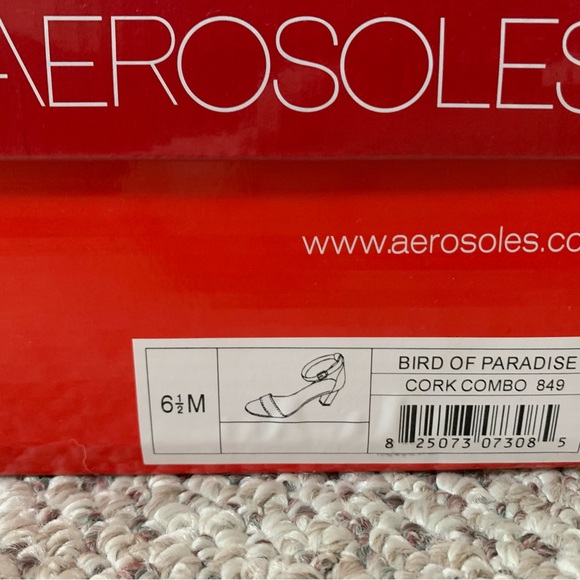 AEROSOLES
www.aerosoles.co
6½M
BIRD OF PARADISE
CORK COMBO 849
8 25073 07308 5